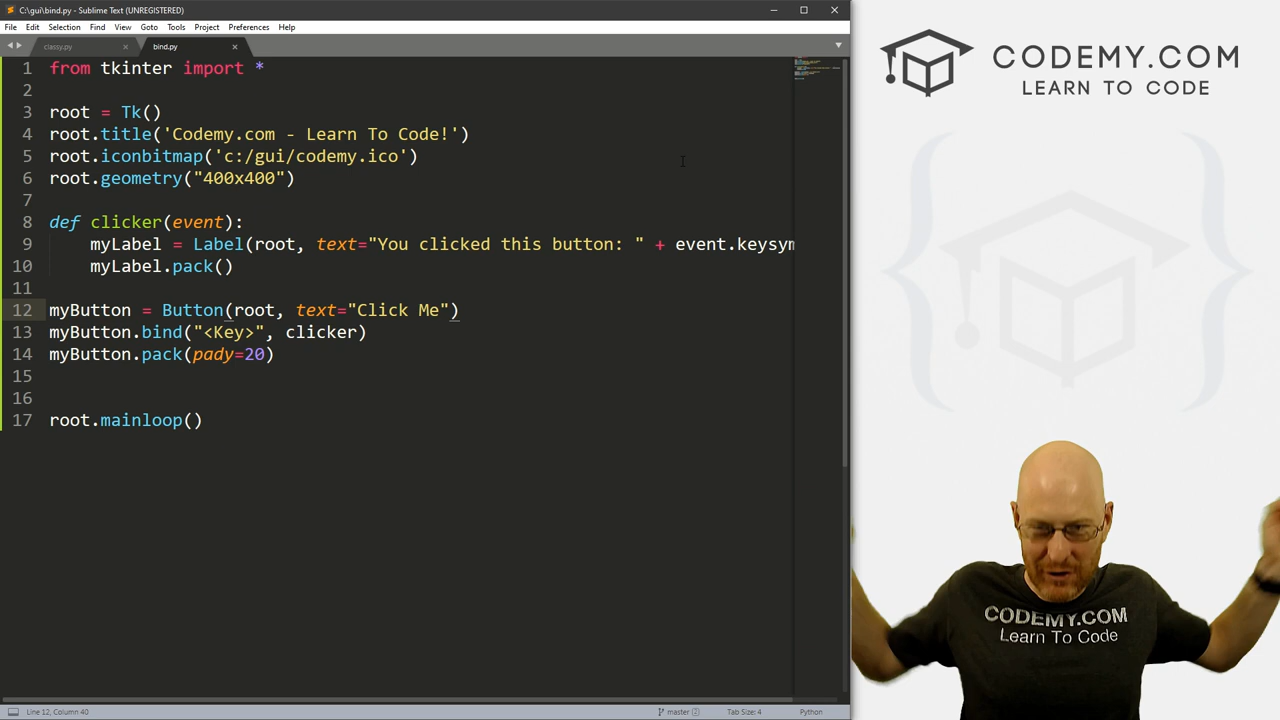 C:\gui\bind.py - Sublime Text (UNREGISTERED)
File Edit Selection Find View Goto Tools Project Preferences Help
classy.py
bind.py
1 from tkinter import *
2
3 root = Tk()
4 root.title('Codemy.com - Learn To Code!')
5 root.iconbitmap('c:/gui/codemy.ico')
6 root.geometry("400x400")
7
8 def clicker(event):
9 myLabel = Label(root, text="You clicked this button: " + event.keysym
10 myLabel.pack()
11
12 myButton = Button(root, text="Click Me")
13 myButton.bind("<Key>", clicker)
14 myButton.pack(pady=20)
15
16
17 root.mainloop()
Line 12, Column 40
master 2
Tab Size: 4
Python
CODEMY.COM
LEARN TO CODE
CODEMY.COM
Learn To Code